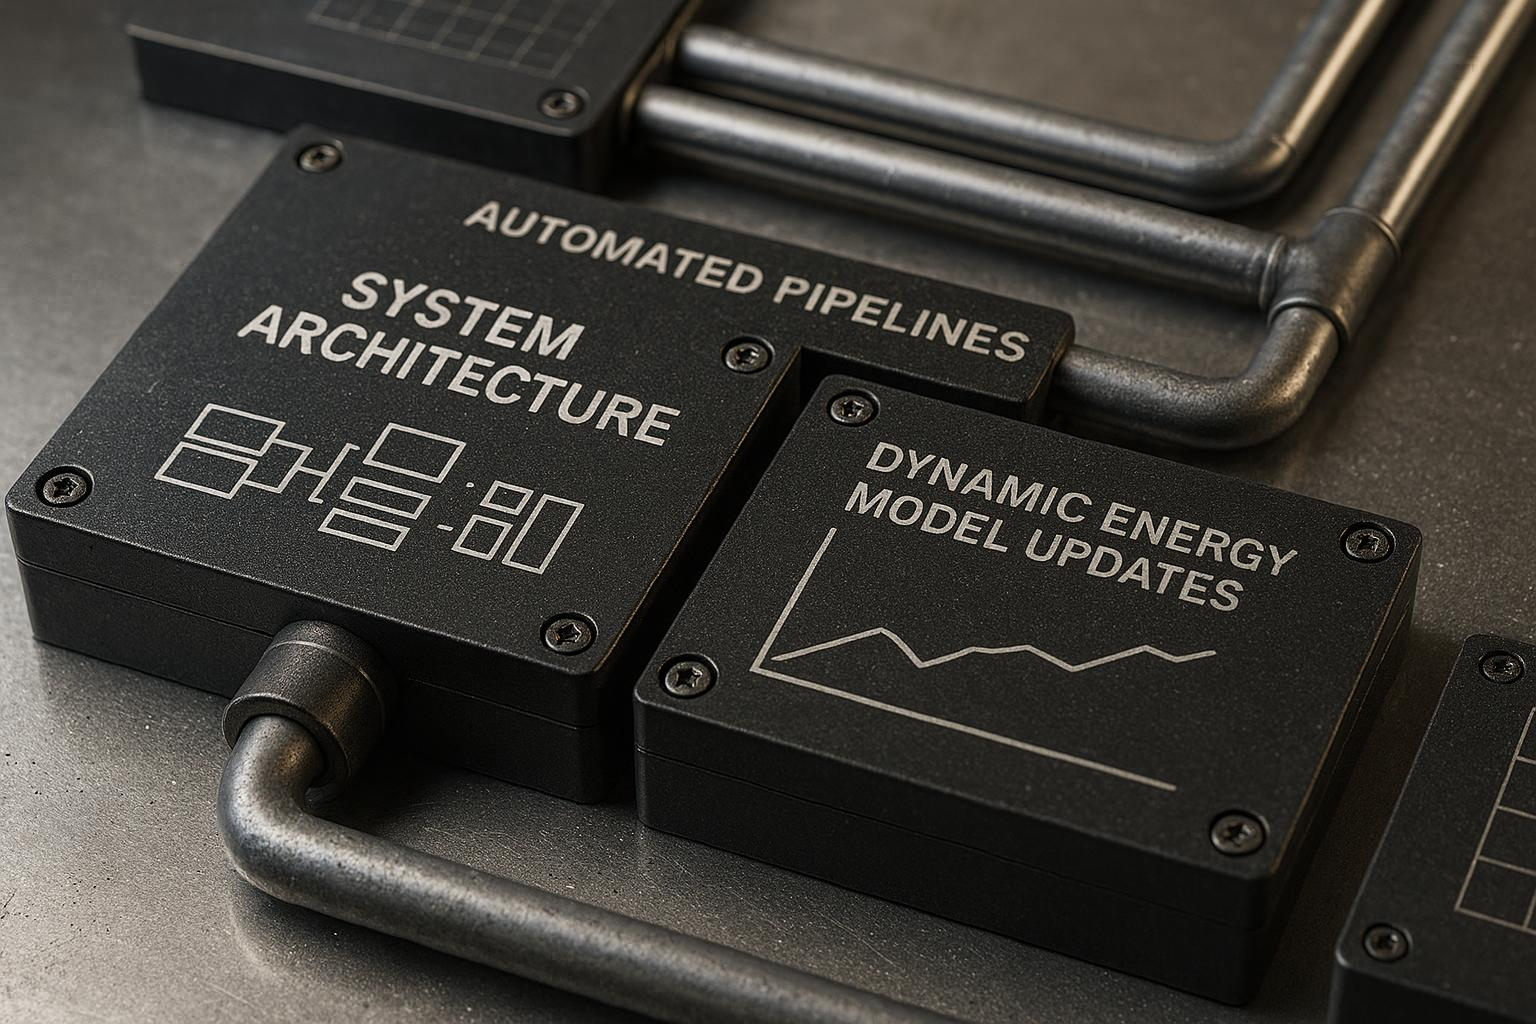 AUTOMATED PIPELINES
SYSTEM
ARCHITECTURE
DYNAMIC ENERGY
MODEL UPDATES